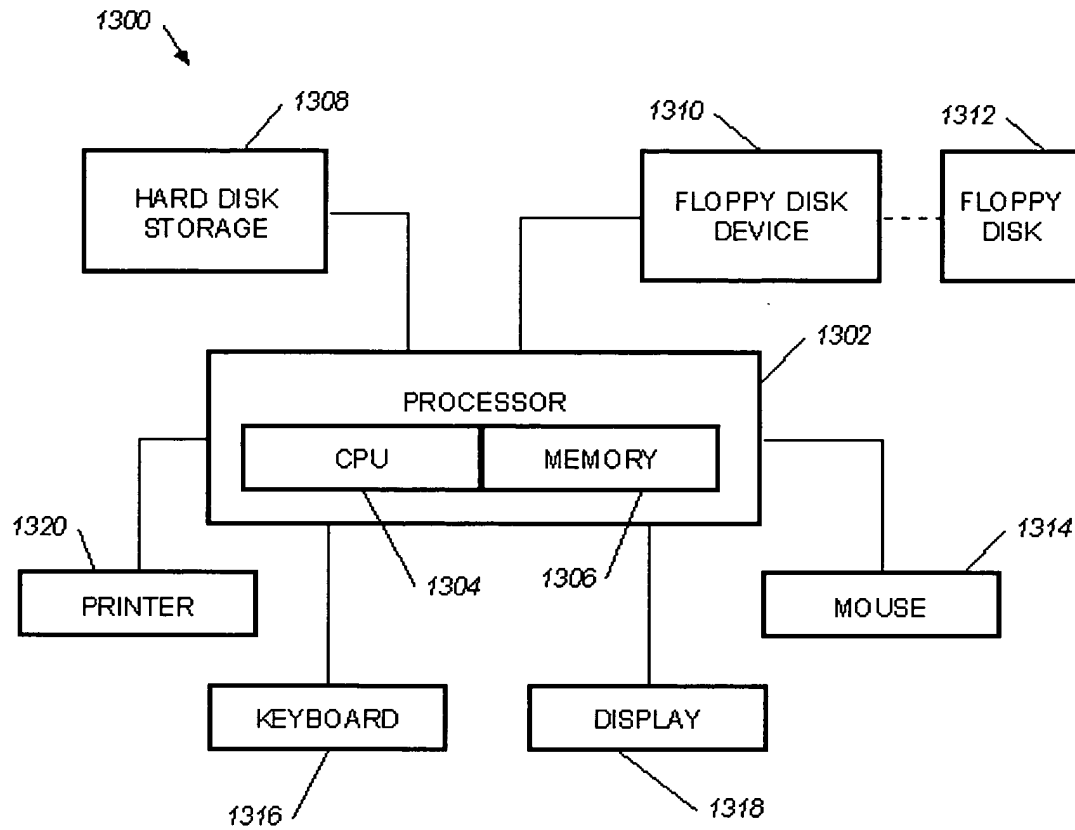 1300
1308
1310
1312
HARD DISK
STORAGE
FLOPPY DISK
DEVICE
FLOPPY
DISK
1302
PROCESSOR
CPU
MEMORY
1320
1304
1306
1314
PRINTER
MOUSE
KEYBOARD
DISPLAY
1316
1318